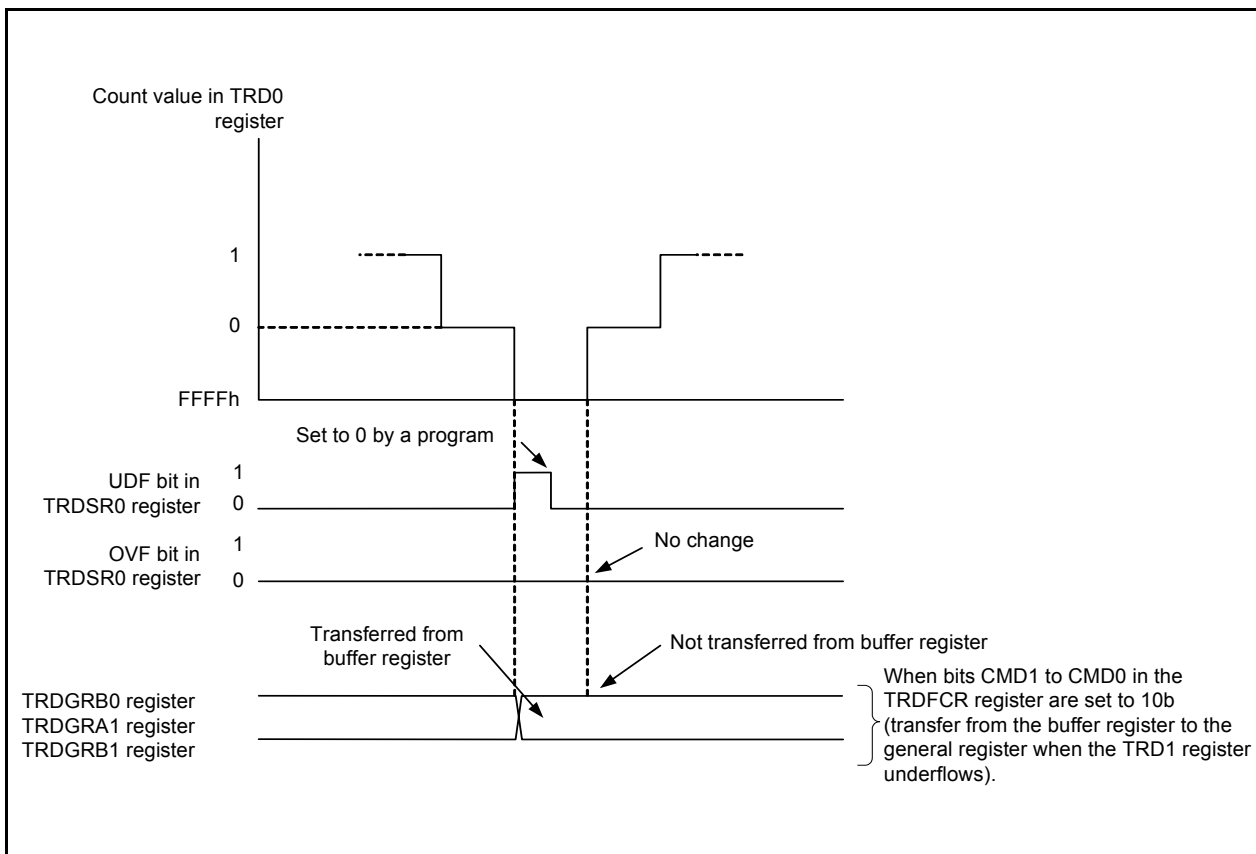 Count value in TRD0
register
1
0
FFFFh
Set to 0 by a program
UDF bit in
TRDSR0 register
1
0
No change
OVF bit in
TRDSR0 register
1
0
Transferred from
buffer register
Not transferred from buffer register
TRDGRB0 register
TRDGRA1 register
TRDGRB1 register
When bits CMD1 to CMD0 in the
TRDFCR register are set to 10b
(transfer from the buffer register to the
general register when the TRD1 register
underflows).